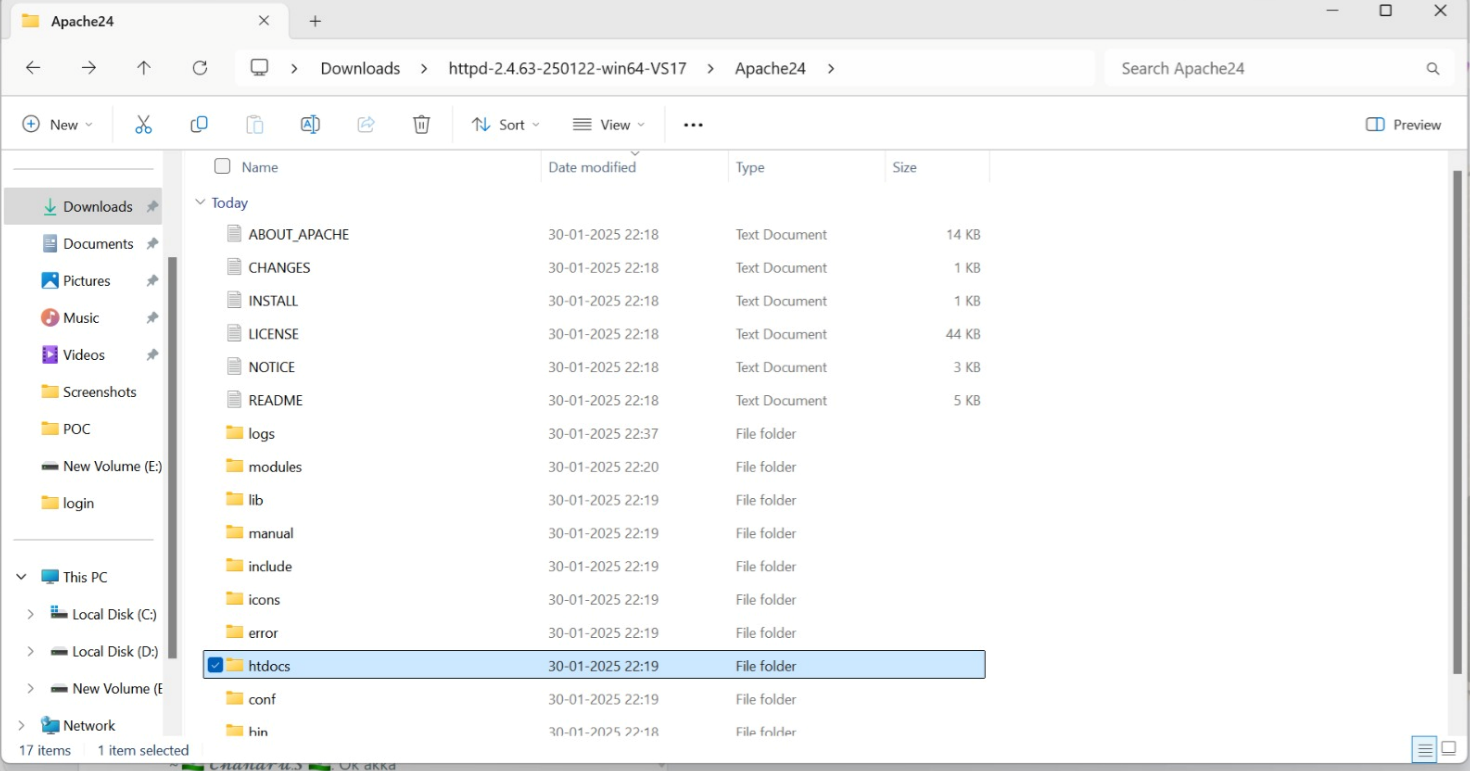 Apache24
Downloads > httpd-2.4.63-250122-win64-VS17 > Apache24 >
Search Apache24
New
Sort
View
Preview
Name Date modified Type Size
Downloads
Documents
Pictures
Music
Videos
Screenshots
POC
New Volume (E:)
login
This PC
Local Disk (C:)
Local Disk (D:)
New Volume (E
Network
Today
ABOUT_APACHE 30-01-2025 22:18 Text Document 14 KB
CHANGES 30-01-2025 22:18 Text Document 1 KB
INSTALL 30-01-2025 22:18 Text Document 1 KB
LICENSE 30-01-2025 22:18 Text Document 44 KB
NOTICE 30-01-2025 22:18 Text Document 3 KB
README 30-01-2025 22:18 Text Document 5 KB
logs 30-01-2025 22:37 File folder
modules 30-01-2025 22:20 File folder
lib 30-01-2025 22:19 File folder
manual 30-01-2025 22:19 File folder
include 30-01-2025 22:19 File folder
icons 30-01-2025 22:19 File folder
error 30-01-2025 22:19 File folder
htdocs 30-01-2025 22:19 File folder
conf 30-01-2025 22:19 File folder
bin 30-01-2025 22:18 File folder
17 items 1 item selected
Ok akka